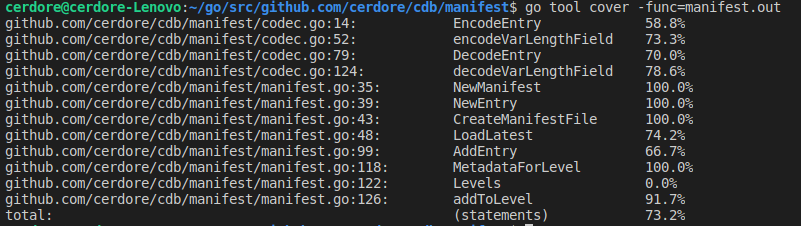 cerdore@cerdore-Lenovo:~/go/src/github.com/cerdore/cdb/manifest$ go tool cover -func=manifest.out
github.com/cerdore/cdb/manifest/codec.go:14: EncodeEntry 58.8%
github.com/cerdore/cdb/manifest/codec.go:52: encodeVarLengthField 73.3%
github.com/cerdore/cdb/manifest/codec.go:79: DecodeEntry 70.0%
github.com/cerdore/cdb/manifest/codec.go:124: decodeVarLengthField 78.6%
github.com/cerdore/cdb/manifest/manifest.go:35: NewManifest 100.0%
github.com/cerdore/cdb/manifest/manifest.go:39: NewEntry 100.0%
github.com/cerdore/cdb/manifest/manifest.go:43: CreateManifestFile 100.0%
github.com/cerdore/cdb/manifest/manifest.go:48: LoadLatest 74.2%
github.com/cerdore/cdb/manifest/manifest.go:99: AddEntry 66.7%
github.com/cerdore/cdb/manifest/manifest.go:118: MetadataForLevel 100.0%
github.com/cerdore/cdb/manifest/manifest.go:122: Levels 0.0%
github.com/cerdore/cdb/manifest/manifest.go:126: addToLevel 91.7%
total: (statements) 73.2%